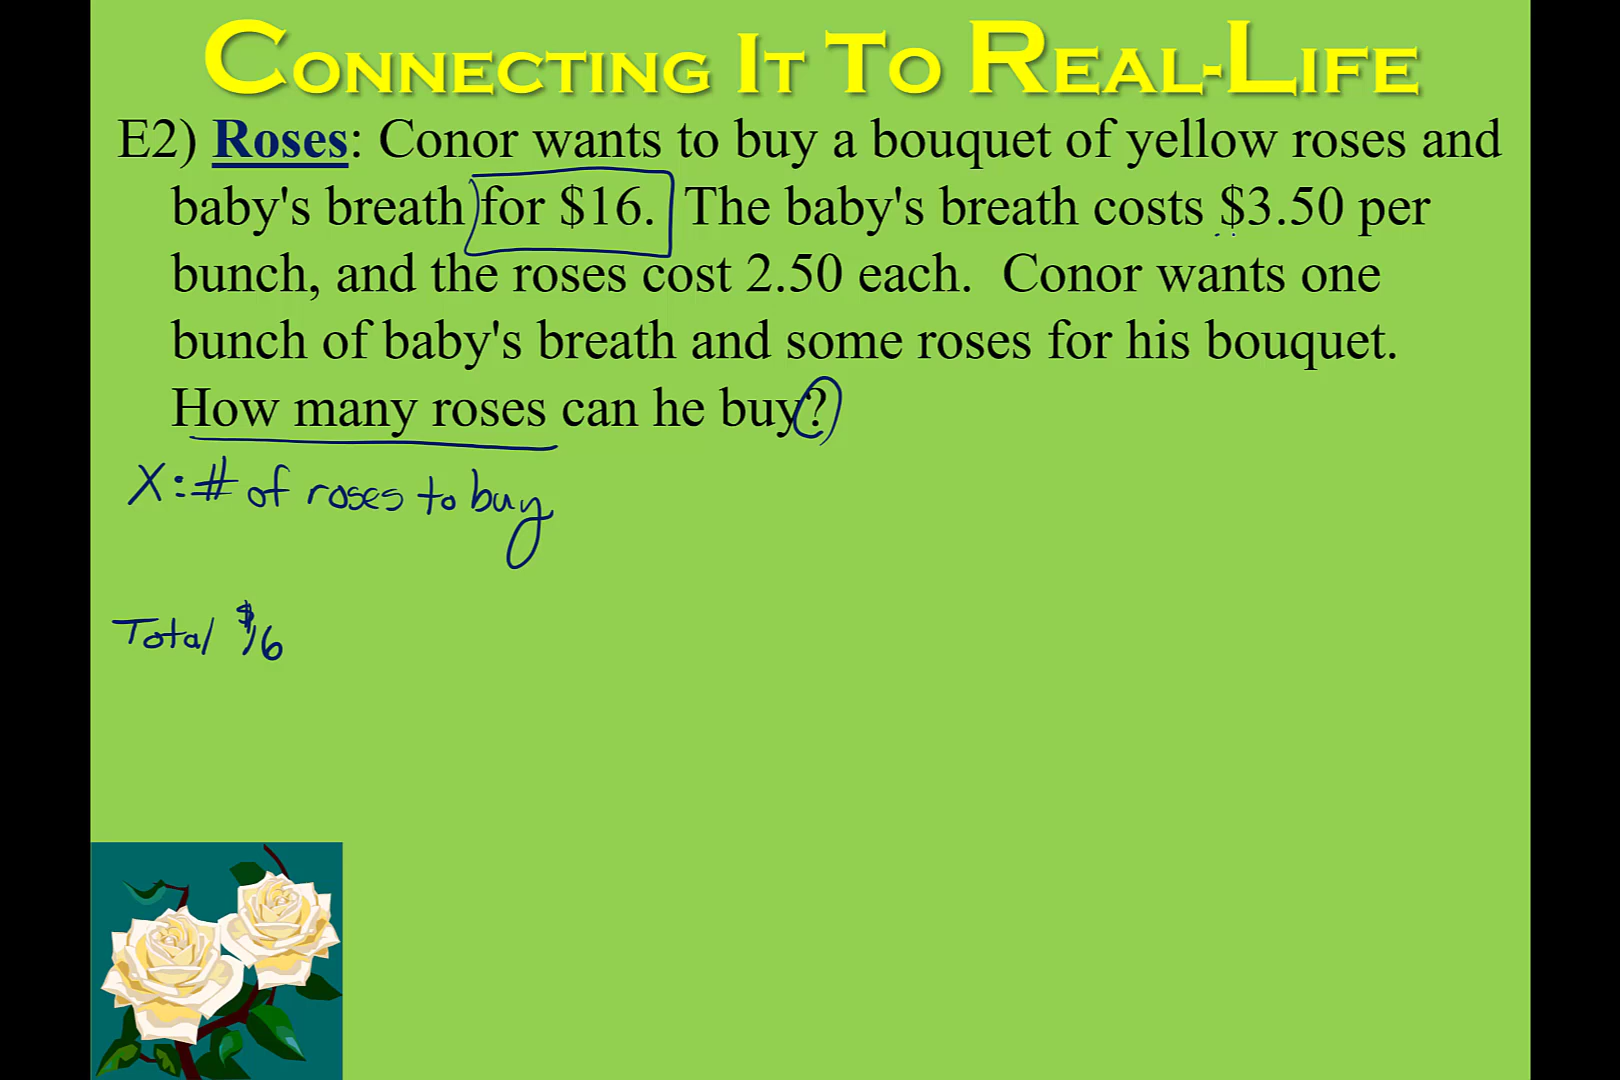 CONNECTING IT TO REAL-LIFE
E2) Roses: Conor wants to buy a bouquet of yellow roses and
baby's breath for $16. The baby's breath costs $3.50 per
bunch, and the roses cost 2.50 each. Conor wants one
bunch of baby's breath and some roses for his bouquet.
How many roses can he buy?
X: # of roses to buy
Total $16